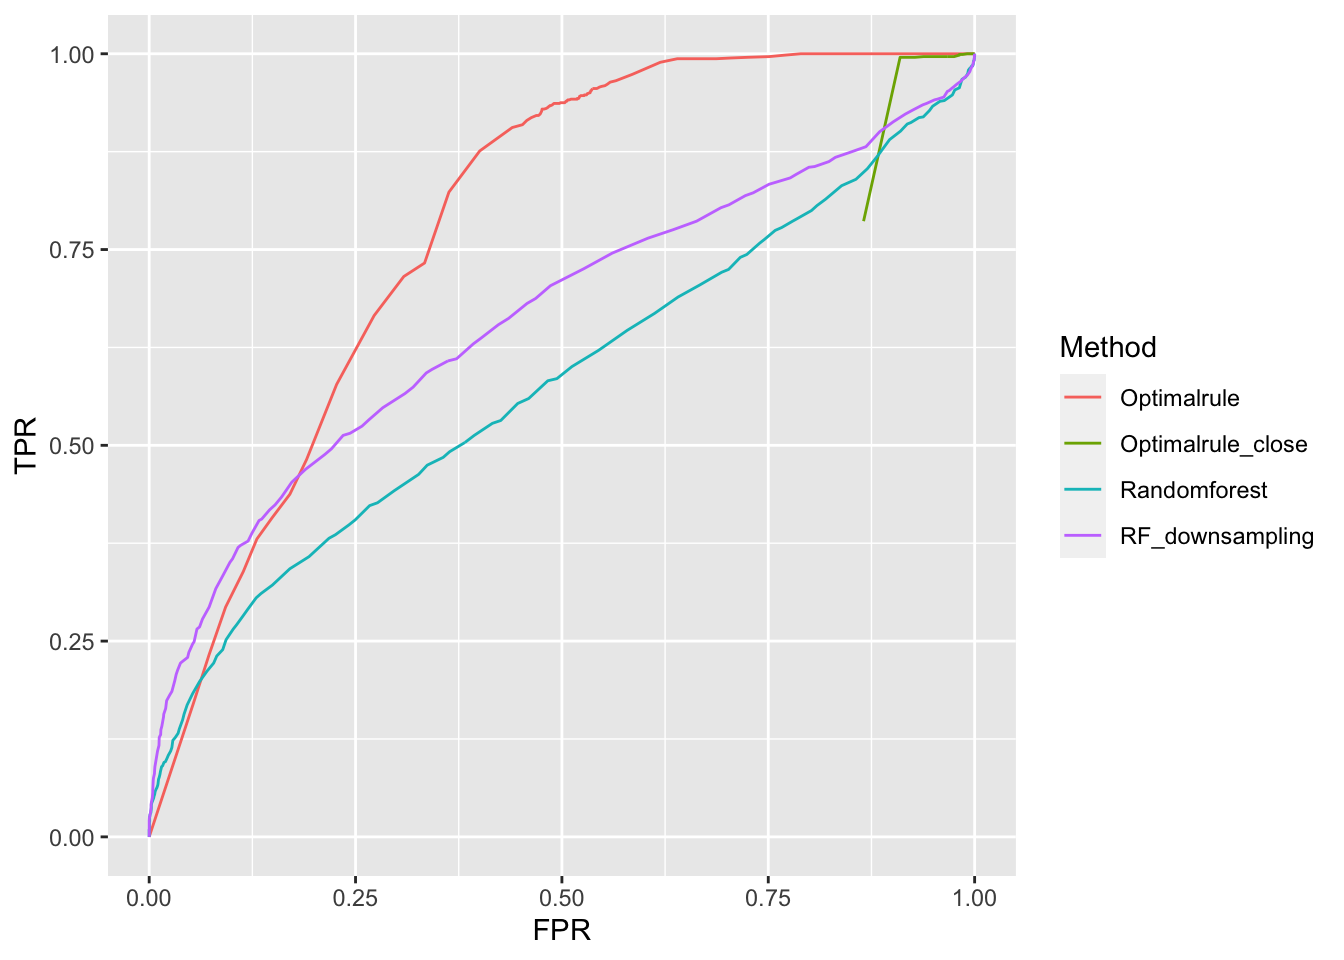 1.00
0.75
0.50
0.25
0.00
TPR
0.00 0.25 0.50 0.75 1.00
FPR
Method
Optimalrule
Optimalrule_close
Randomforest
RF_downsampling